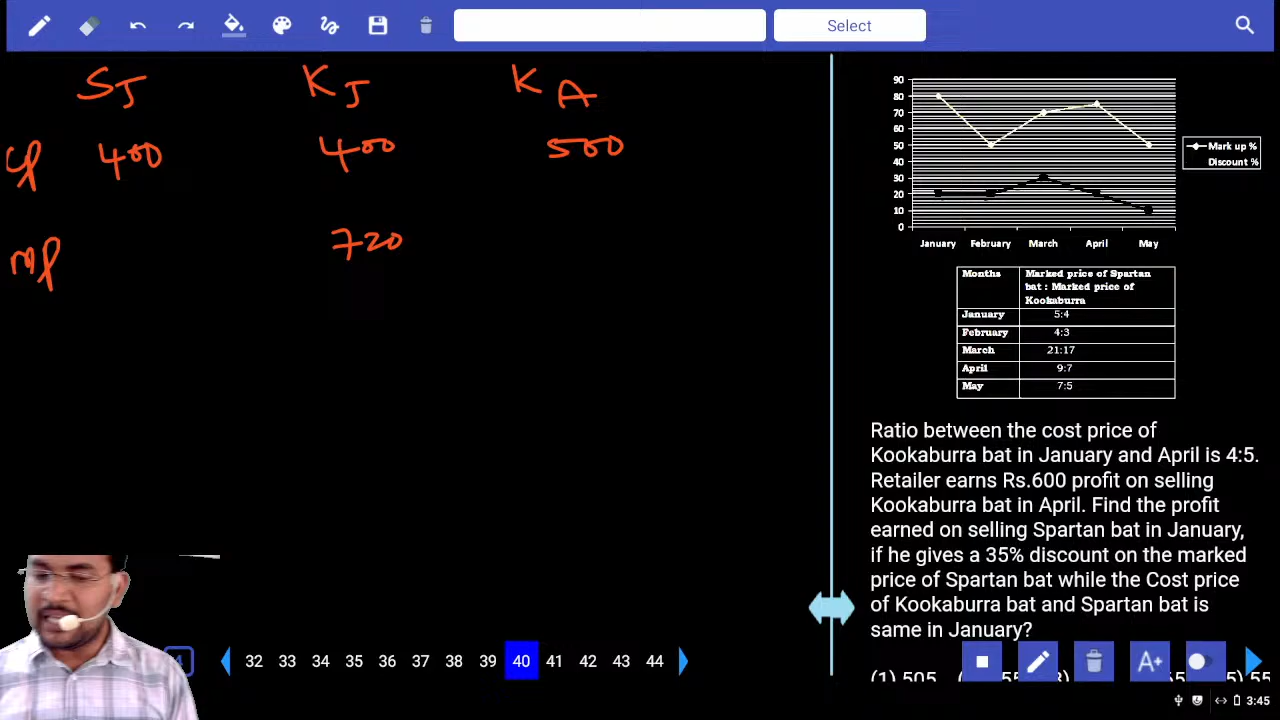 Select
S J K J K A
CP 400 400 500
MP 720
90
80
70
60
50
40
30
20
10
0
January February March April May
Mark up %
Discount %
Months Marked price of Spartan bat : Marked price of Kookaburra
January 5:4
February 4:3
March 21:17
April 9:7
May 7:5
Ratio between the cost price of
Kookaburra bat in January and April is 4:5.
Retailer earns Rs.600 profit on selling
Kookaburra bat in April. Find the profit
earned on selling Spartan bat in January,
if he gives a 35% discount on the marked
price of Spartan bat while the Cost price
of Kookaburra bat and Spartan bat is
same in January?
(1) 505
32 33 34 35 36 37 38 39 40 41 42 43 44
A+
3:45